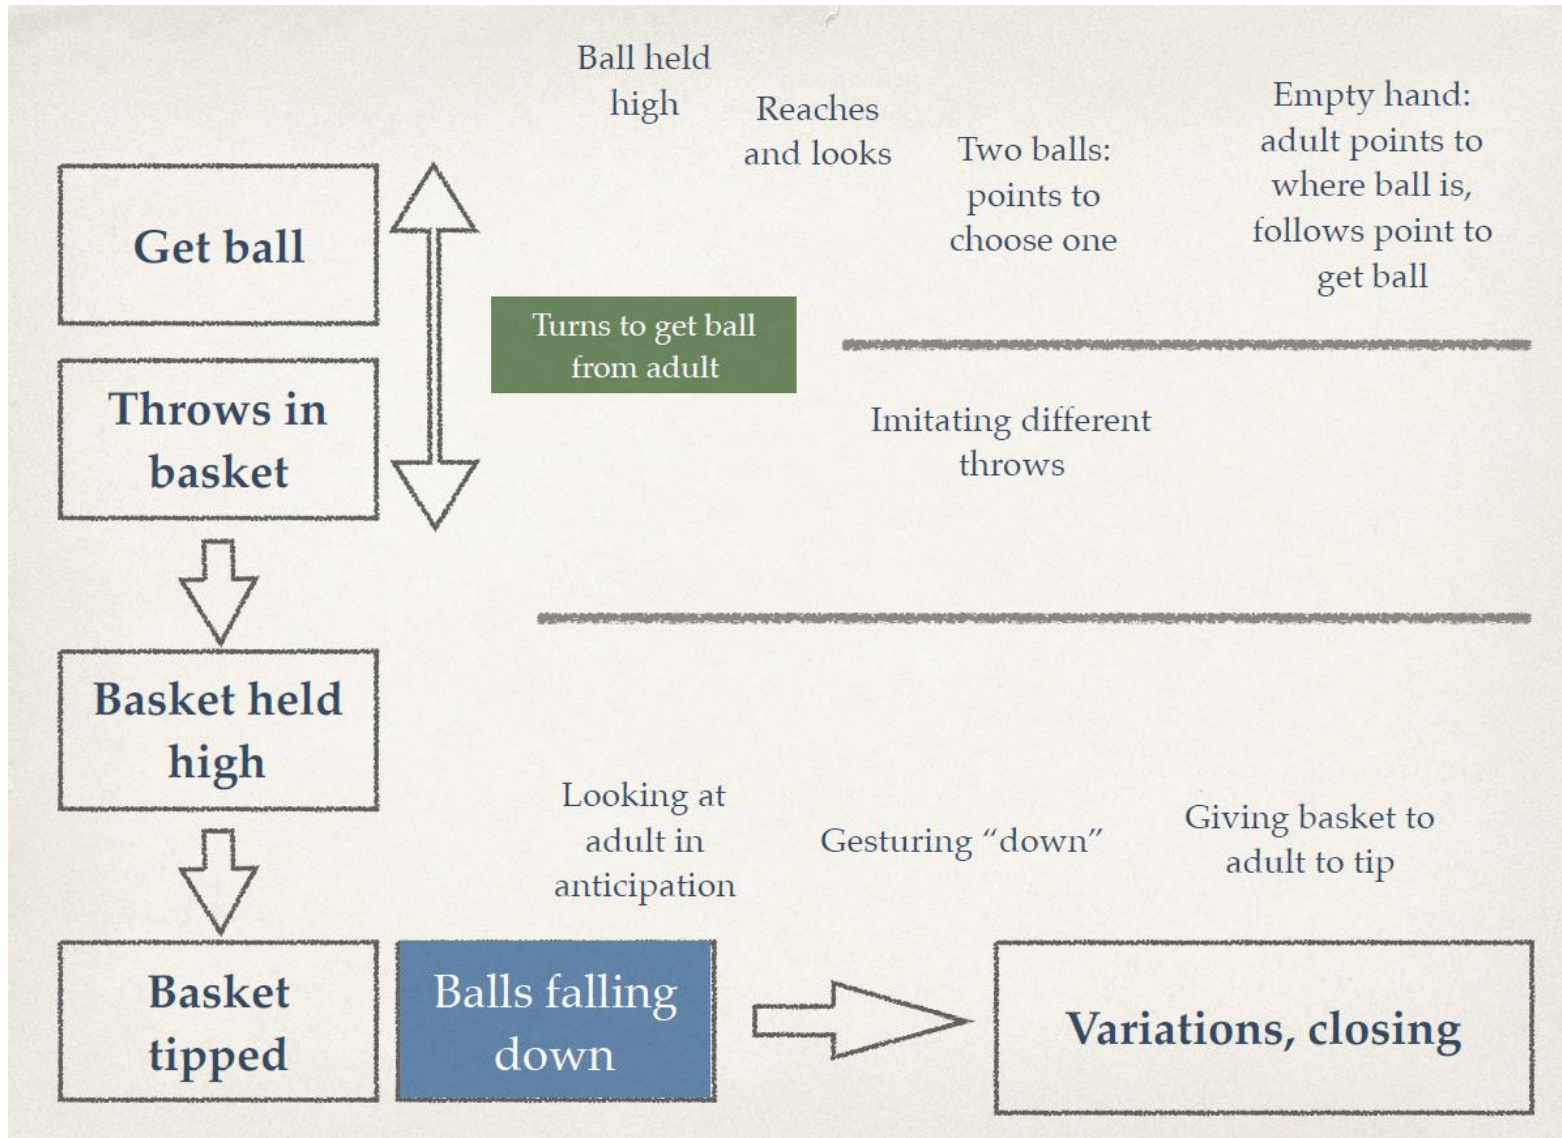 Ball held
high
Reaches
and looks
Two balls:
points to
choose one
Empty hand:
adult points to
where ball is,
follows point to
get ball
Get ball
Turns to get ball
from adult
Throws in
basket
Imitating different
throws
Basket held
high
Looking at
adult in
anticipation
Gesturing “down”
Giving basket to
adult to tip
Basket
tipped
Balls falling
down
Variations, closing